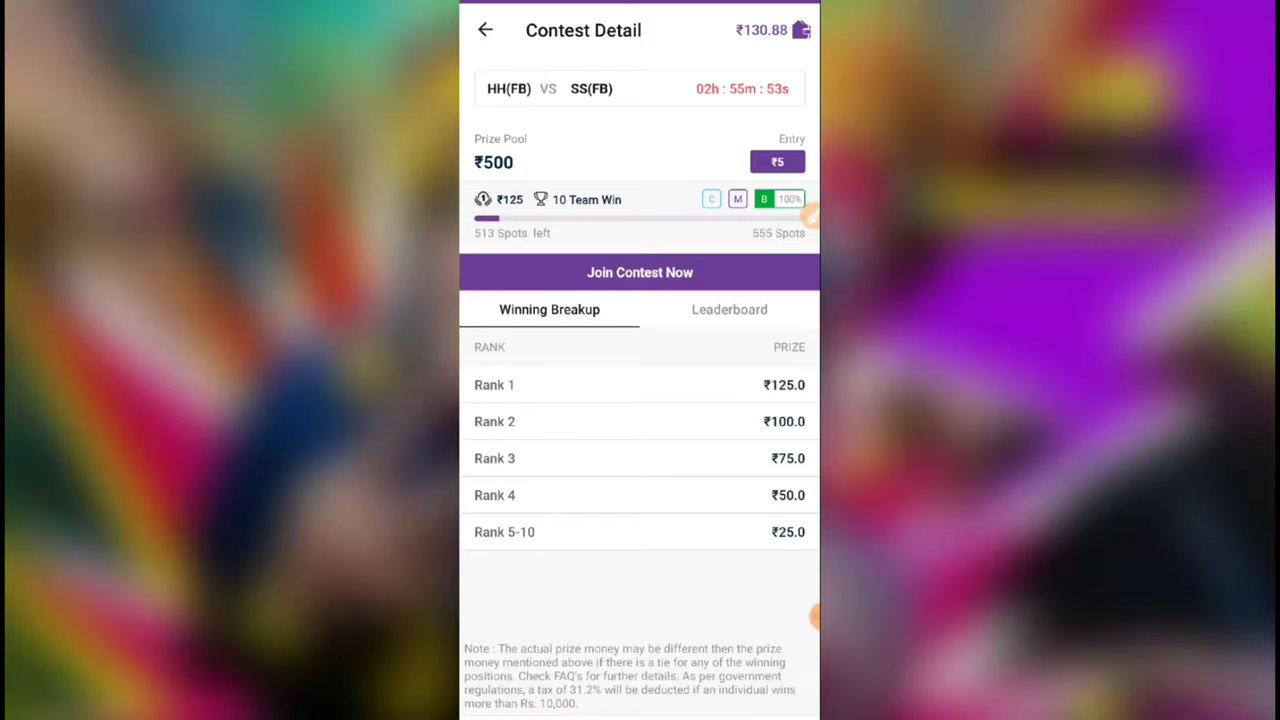 Contest Detail ₹130.88
HH(FB) VS SS(FB) 02h : 55m : 53s
Prize Pool Entry
₹500 ₹5
1 ₹125 10 Team Win C M B 100%
513 Spots left 555 Spots
Join Contest Now
Winning Breakup Leaderboard
RANK PRIZE
Rank 1 ₹125.0
Rank 2 ₹100.0
Rank 3 ₹75.0
Rank 4 ₹50.0
Rank 5-10 ₹25.0
Note : The actual prize money may be different then the prize
money mentioned above if there is a tie for any of the winning
positions. Check FAQ's for further details. As per government
regulations, a tax of 31.2% will be deducted if an individual wins
more than Rs. 10,000.